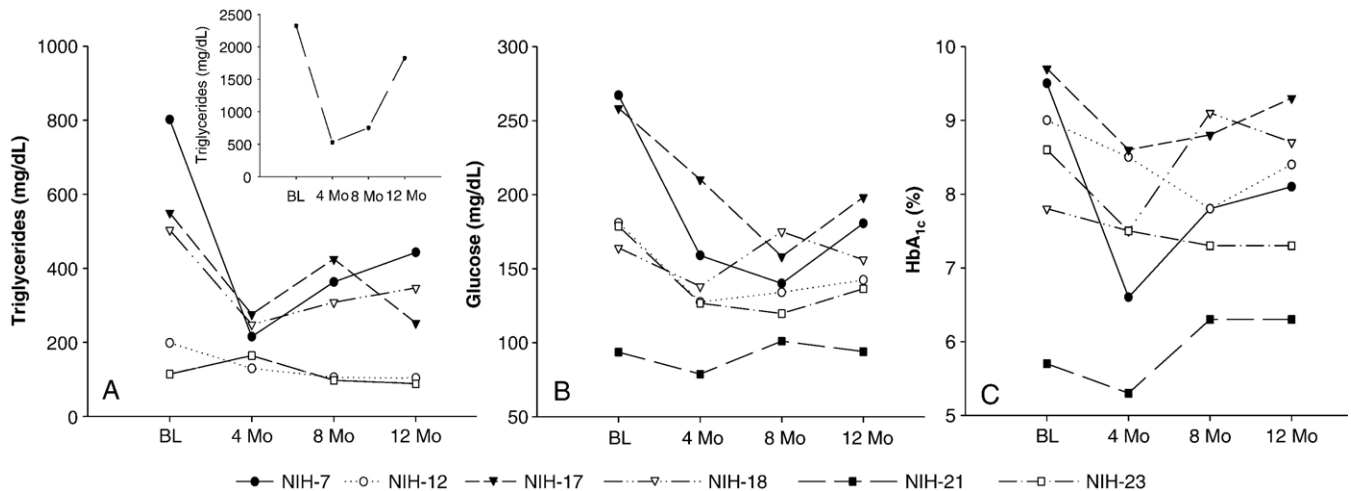 Triglycerides (mg/dL)
1000
800
600
400
200
0
A
BL 4 Mo 8 Mo 12 Mo
Triglycerides (mg/dL)
2500
2000
1500
1000
500
0
BL 4 Mo 8 Mo 12 Mo
Glucose (mg/dL)
300
250
200
150
100
50
B
BL 4 Mo 8 Mo 12 Mo
HbA1c (%)
10
9
8
7
6
5
C
BL 4 Mo 8 Mo 12 Mo
NIH-7 NIH-12 NIH-17 NIH-18 NIH-21 NIH-23